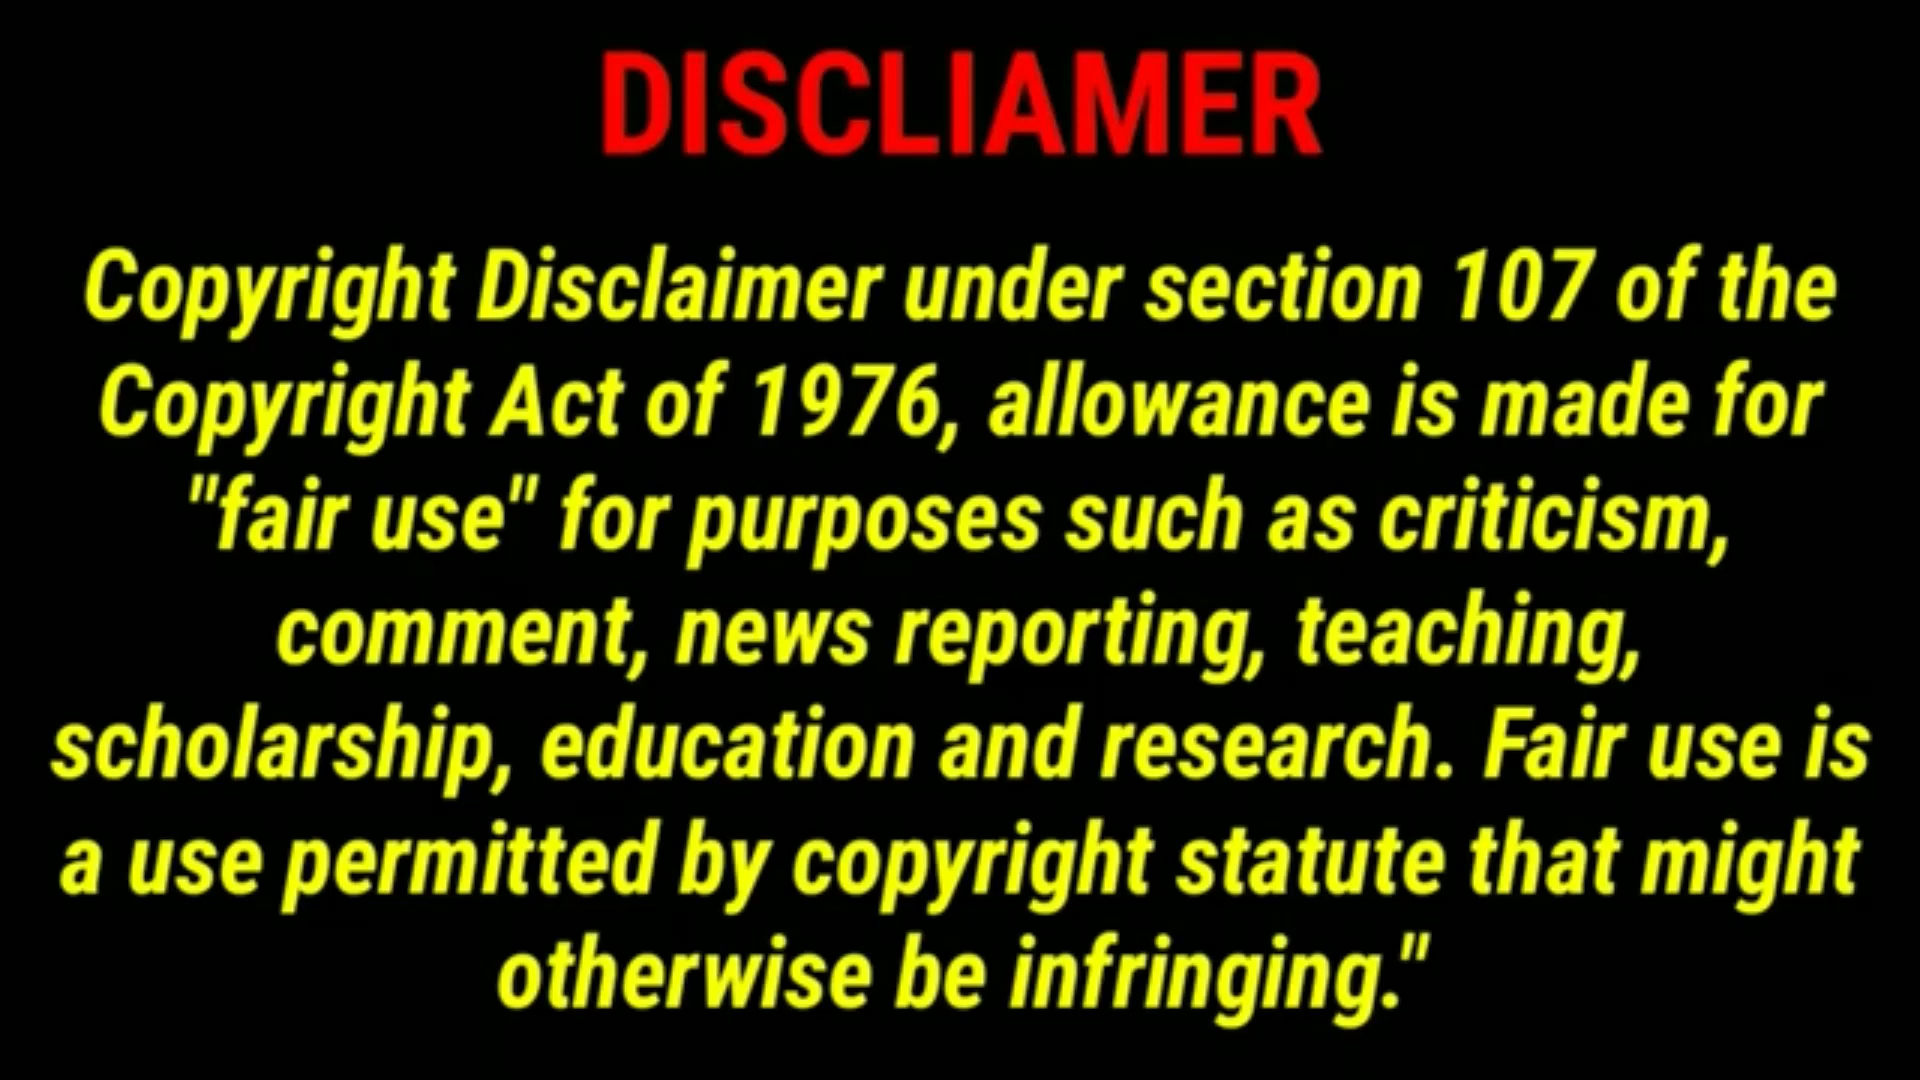 DISCLIAMER
Copyright Disclaimer under section 107 of the
Copyright Act of 1976, allowance is made for
"fair use" for purposes such as criticism,
comment, news reporting, teaching,
scholarship, education and research. Fair use is
a use permitted by copyright statute that might
otherwise be infringing."